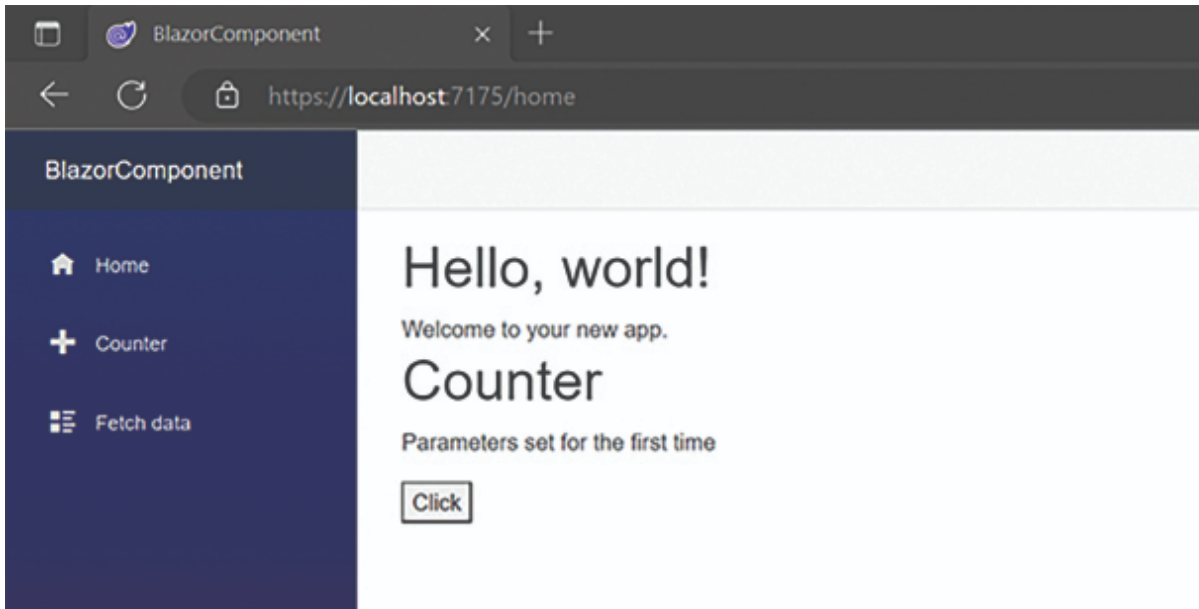 BlazorComponent
https://localhost:7175/home
BlazorComponent
Home
Counter
Fetch data
Hello, world!
Welcome to your new app.
Counter
Parameters set for the first time
Click